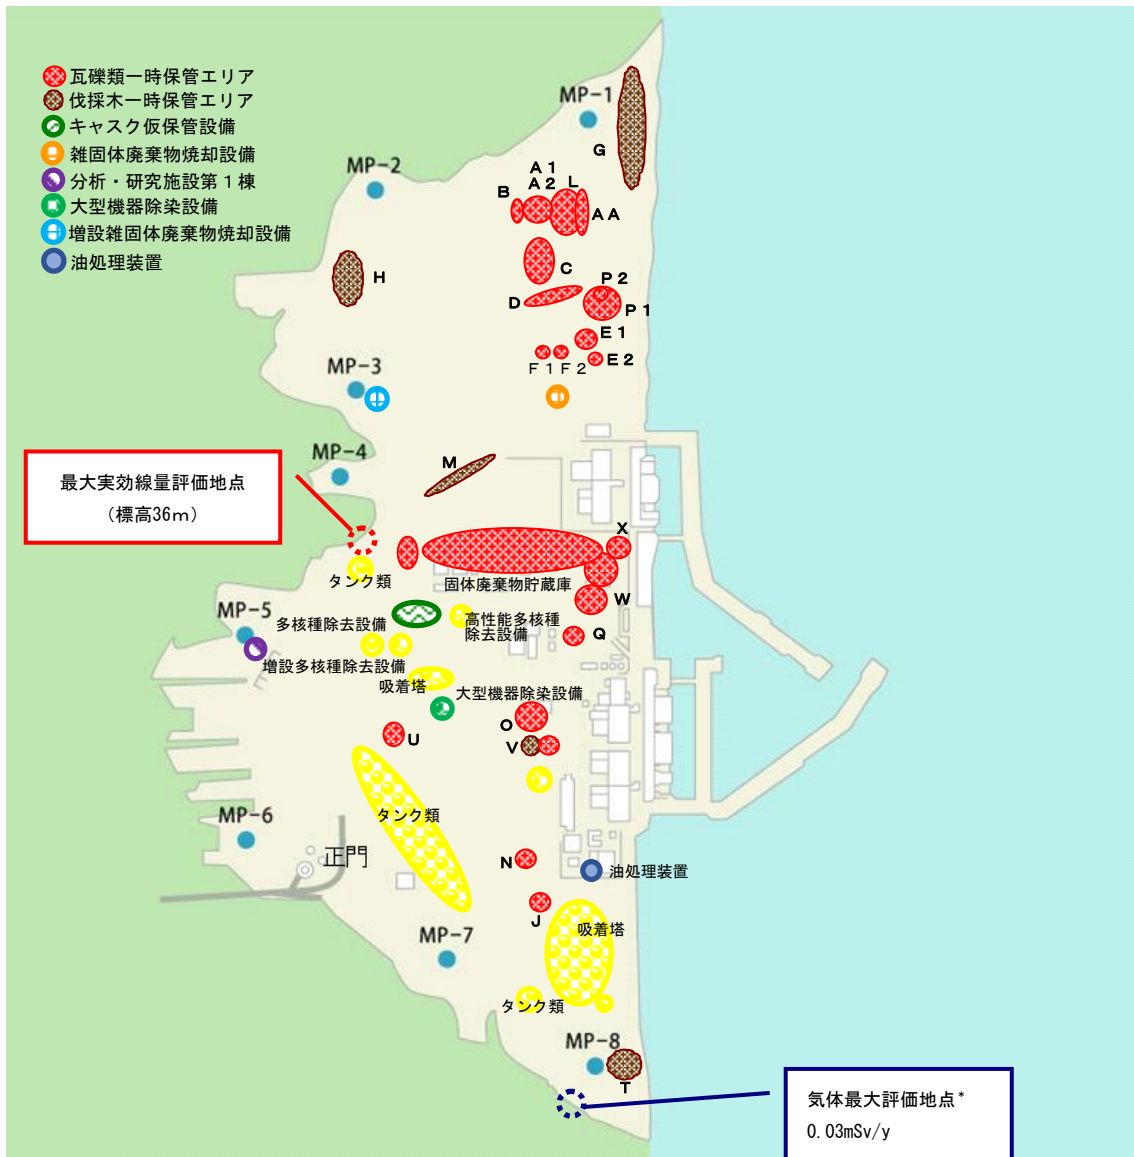 瓦礫類一時保管エリア
伐採木一時保管エリア
キャスク仮保管設備
雑固体廃棄物焼却設備
分析・研究施設第１棟
大型機器除染設備
増設雑固体廃棄物焼却設備
油処理装置
MP-1
G
MP-2
A1
A2
L
B
AA
H
C
P2
D
P1
E1
F1
F2
E2
MP-3
MP-4
M
最大実効線量評価地点
（標高36m）
X
タンク類
固体廃棄物貯蔵庫
W
MP-5
多核種除去設備
高性能多核種
除去設備
Q
増設多核種除去設備
吸着塔
大型機器除染設備
O
U
V
タンク類
MP-6
正門
N
油処理装置
J
吸着塔
MP-7
タンク類
MP-8
T
気体最大評価地点*
0.03mSv/y